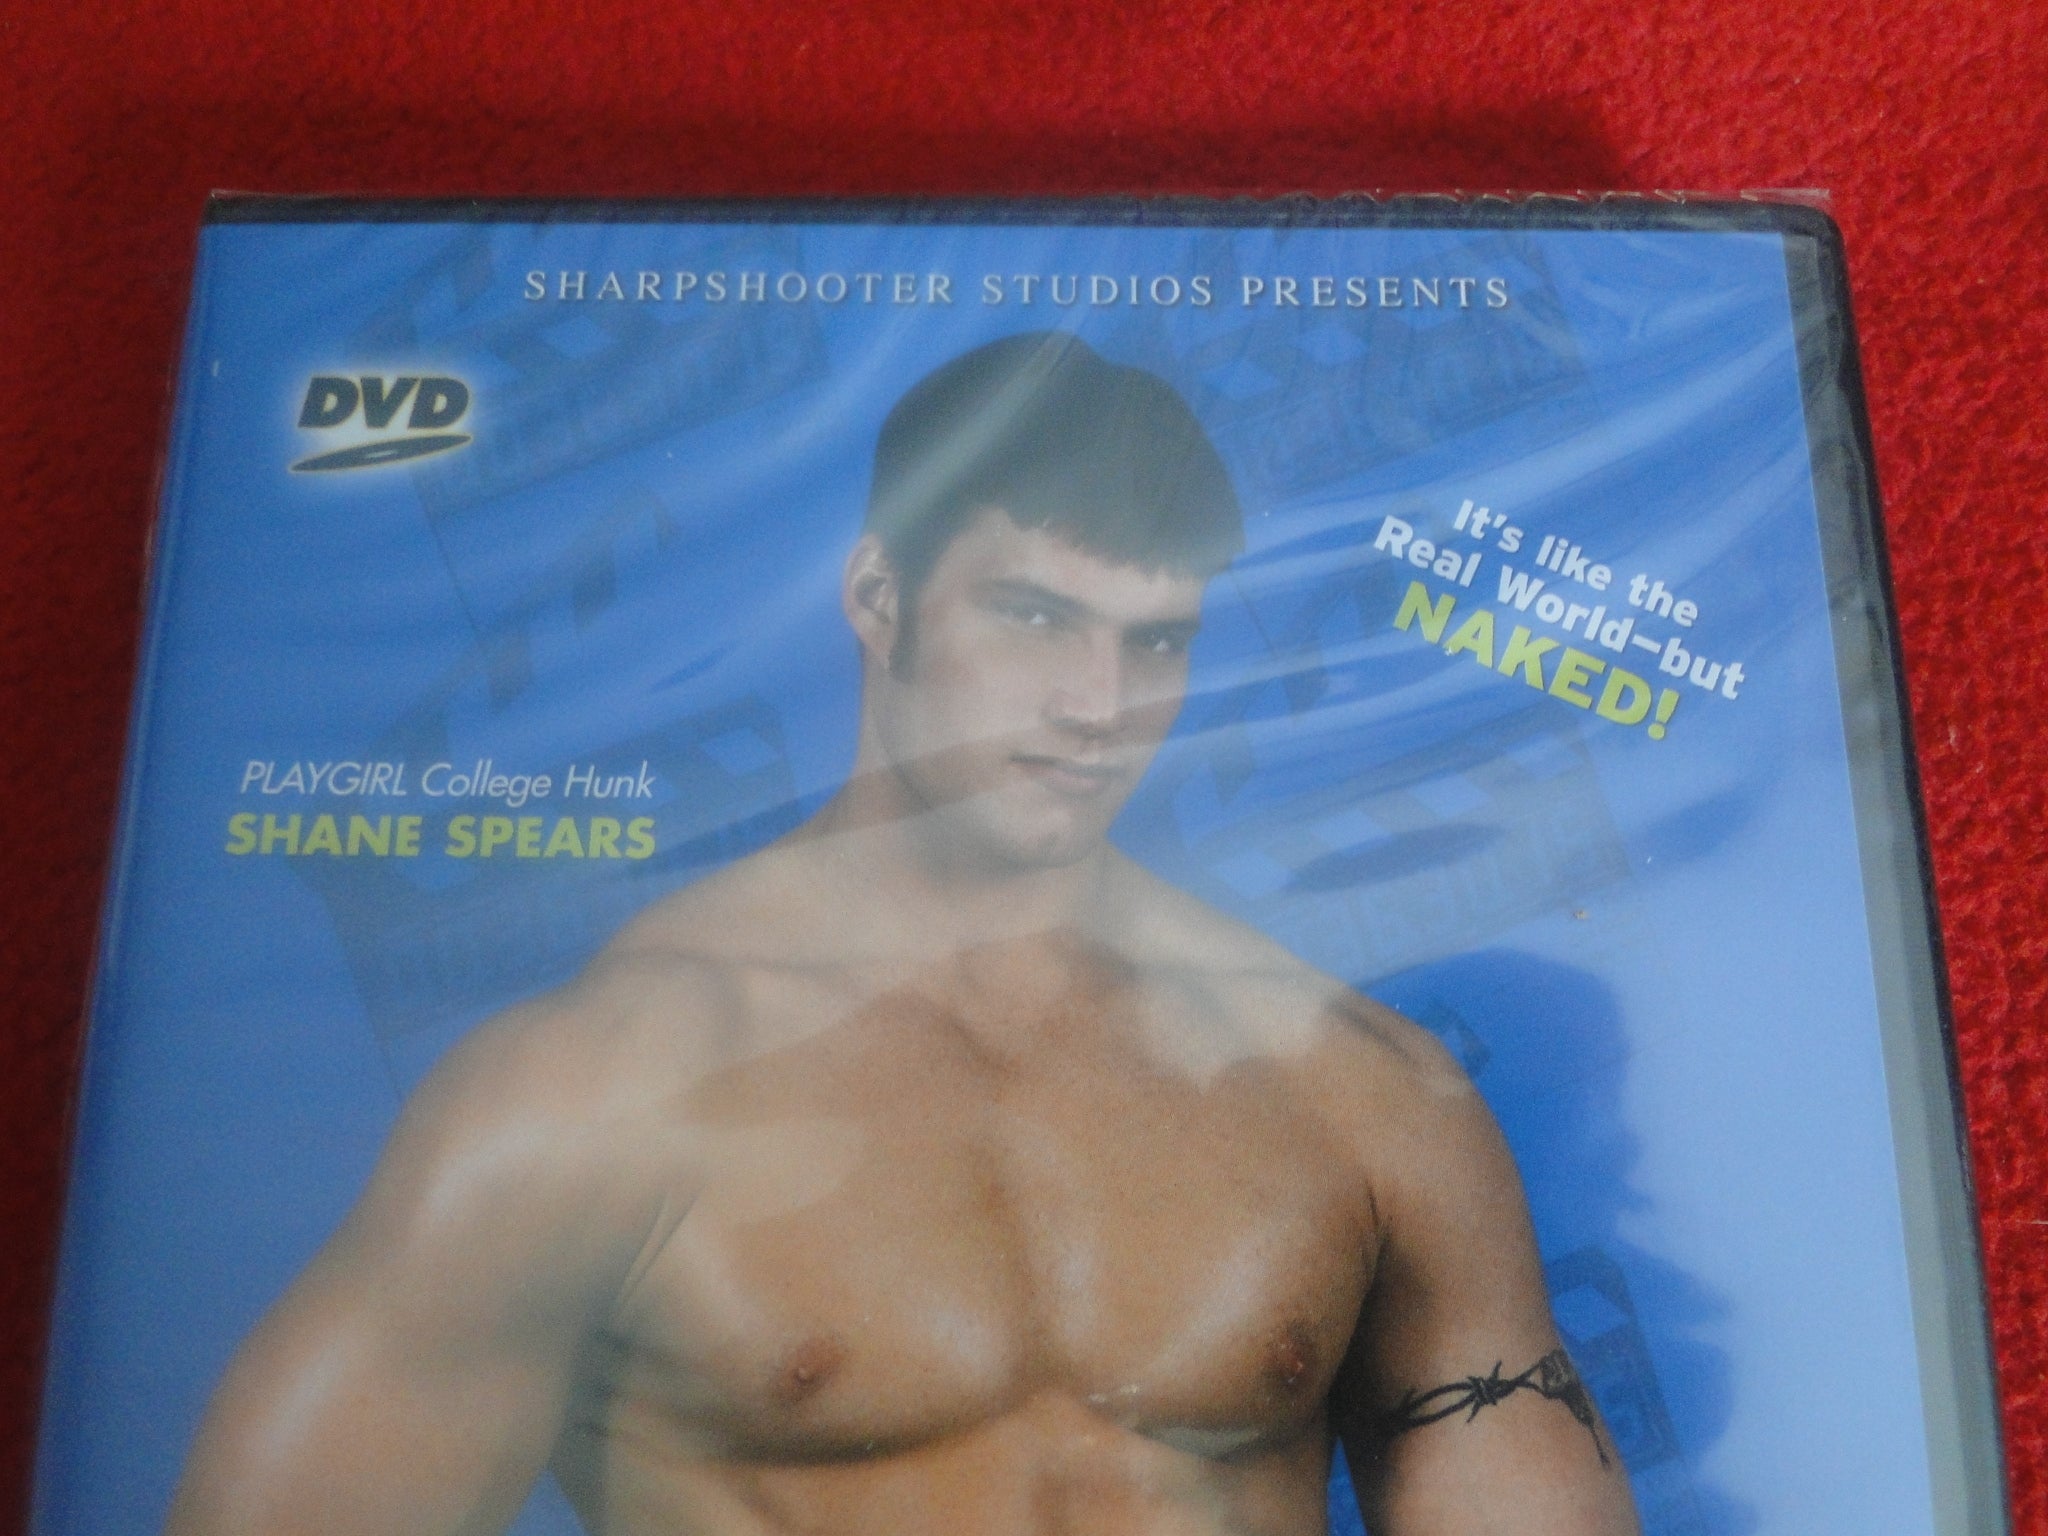 SHARPSHOOTER STUDIOS PRESENTS
DVD
It's like the
Real World–but
NAKED!
PLAYGIRL College Hunk
SHANE SPEARS